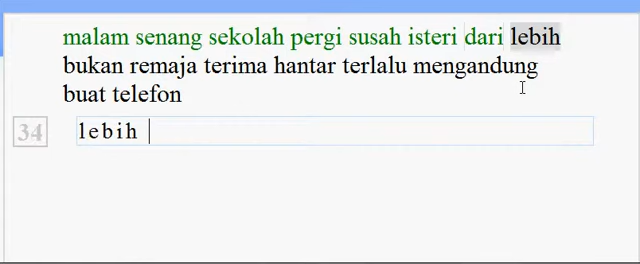 malam senang sekolah pergi susah isteri dari lebih
bukan remaja terima hantar terlalu mengandung
buat telefon
34 lebih